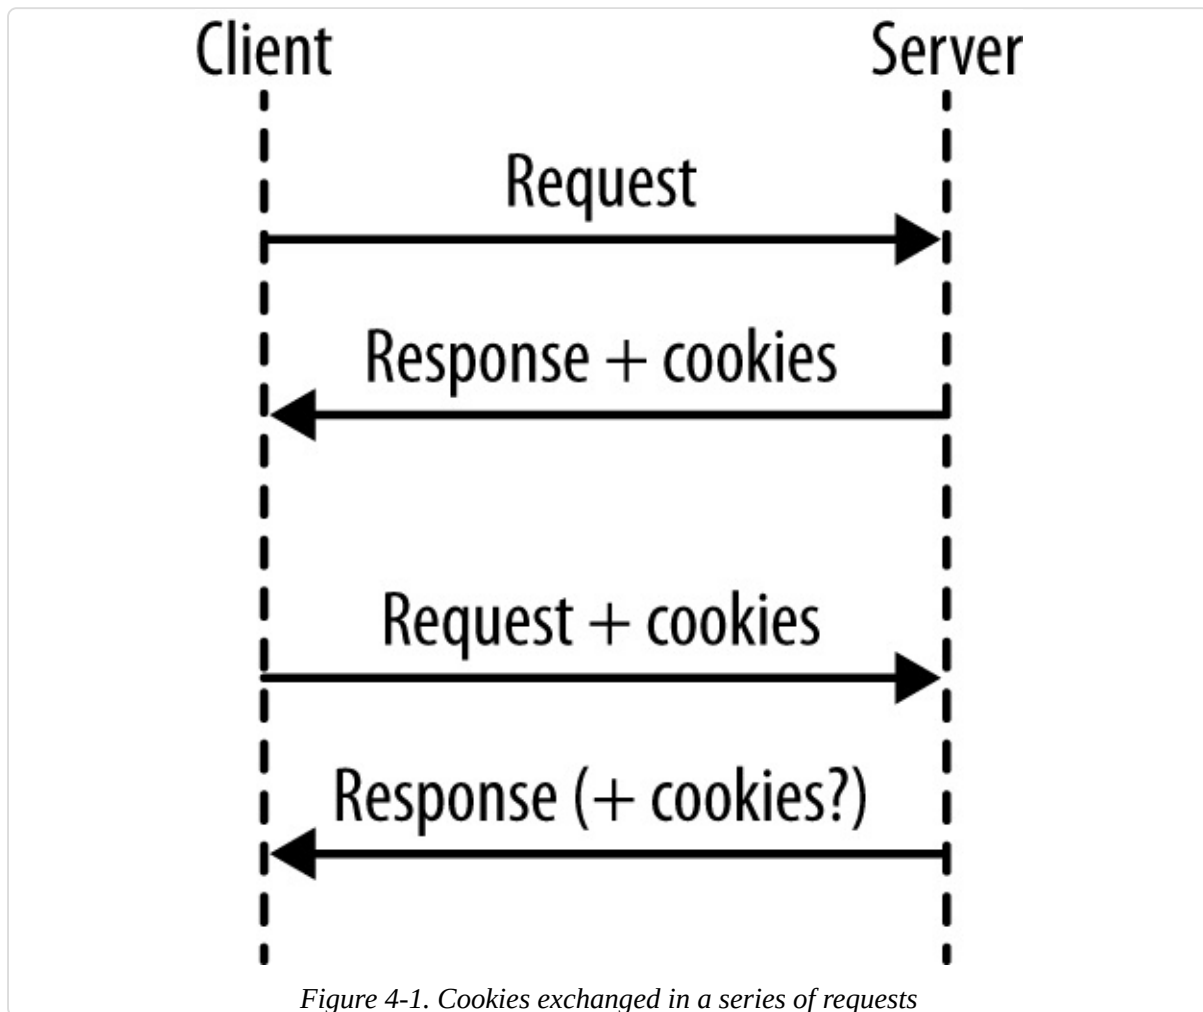 Client
Server
Request
Response + cookies
Request + cookies
Response (+ cookies?)
Figure 4-1. Cookies exchanged in a series of requests